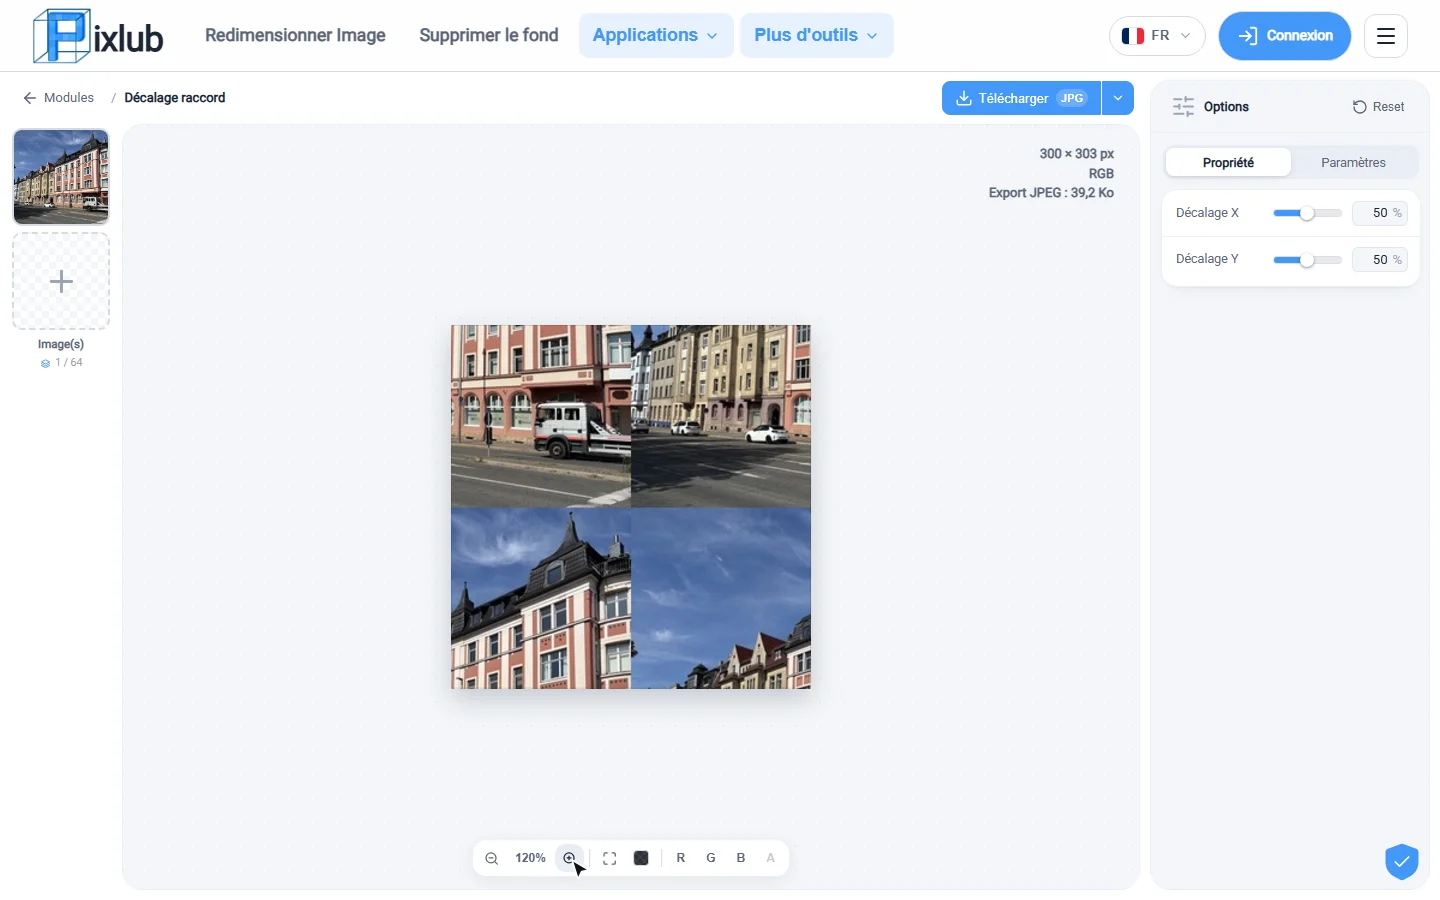 Pixlub
Redimensionner Image
Supprimer le fond
Applications
Plus d'outils
FR
Connexion
Modules / Décalage raccord
Télécharger JPG
Options
Reset
300 × 303 px
RGB
Export JPEG : 39,2 Ko
Propriété
Paramètres
Décalage X
50 %
Décalage Y
50 %
Image(s)
1 / 64
120%
R
G
B
A